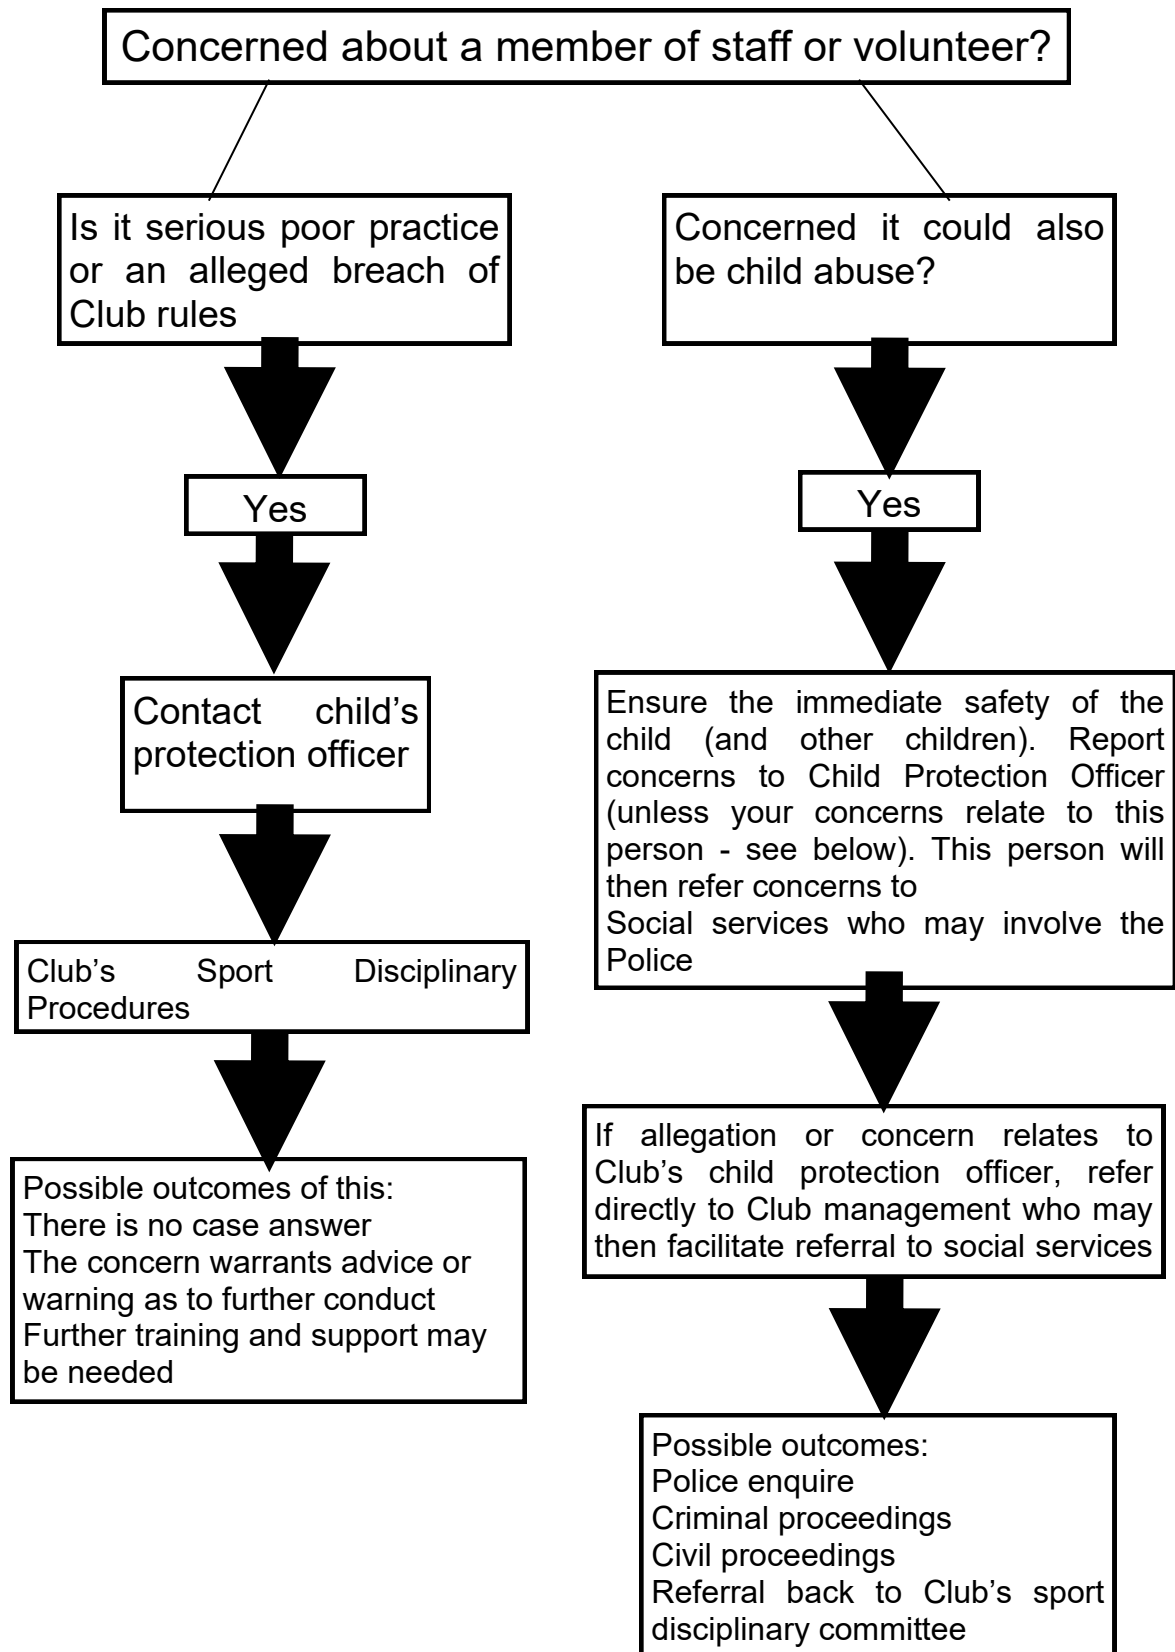 Concerned about a member of staff or volunteer?
Is it serious poor practice
or an alleged breach of
Club rules
Yes
Contact child’s
protection officer
Club’s Sport Disciplinary
Procedures
Possible outcomes of this:
There is no case answer
The concern warrants advice or
warning as to further conduct
Further training and support may
be needed
Concerned it could also
be child abuse?
Yes
Ensure the immediate safety of the
child (and other children). Report
concerns to Child Protection Officer
(unless your concerns relate to this
person - see below). This person will
then refer concerns to
Social services who may involve the
Police
If allegation or concern relates to
Club’s child protection officer, refer
directly to Club management who may
then facilitate referral to social services
Possible outcomes:
Police enquire
Criminal proceedings
Civil proceedings
Referral back to Club’s sport
disciplinary committee